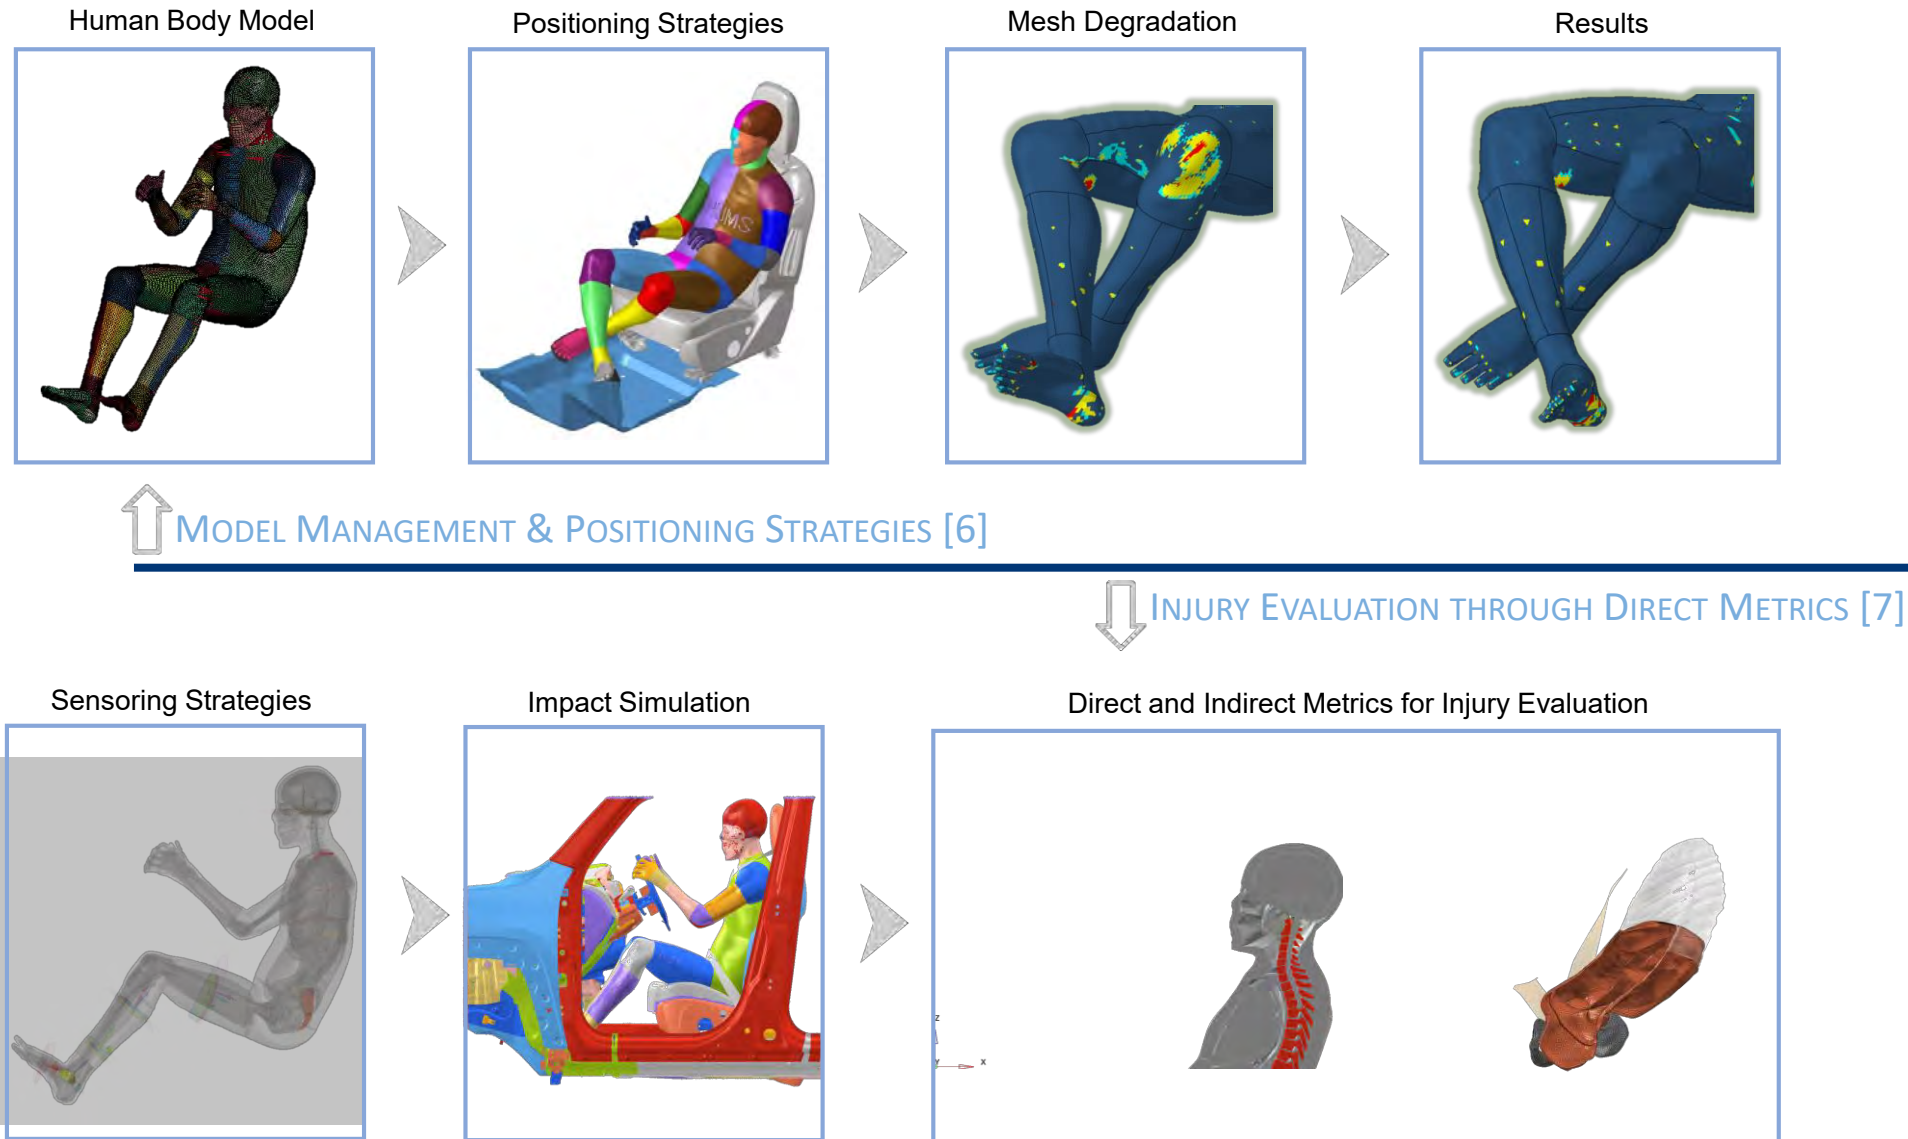 Human Body Model
Positioning Strategies
Mesh Degradation
Results
MODEL MANAGEMENT & POSITIONING STRATEGIES [6]
INJURY EVALUATION THROUGH DIRECT METRICS [7]
Sensoring Strategies
Impact Simulation
Direct and Indirect Metrics for Injury Evaluation
z
Y
x